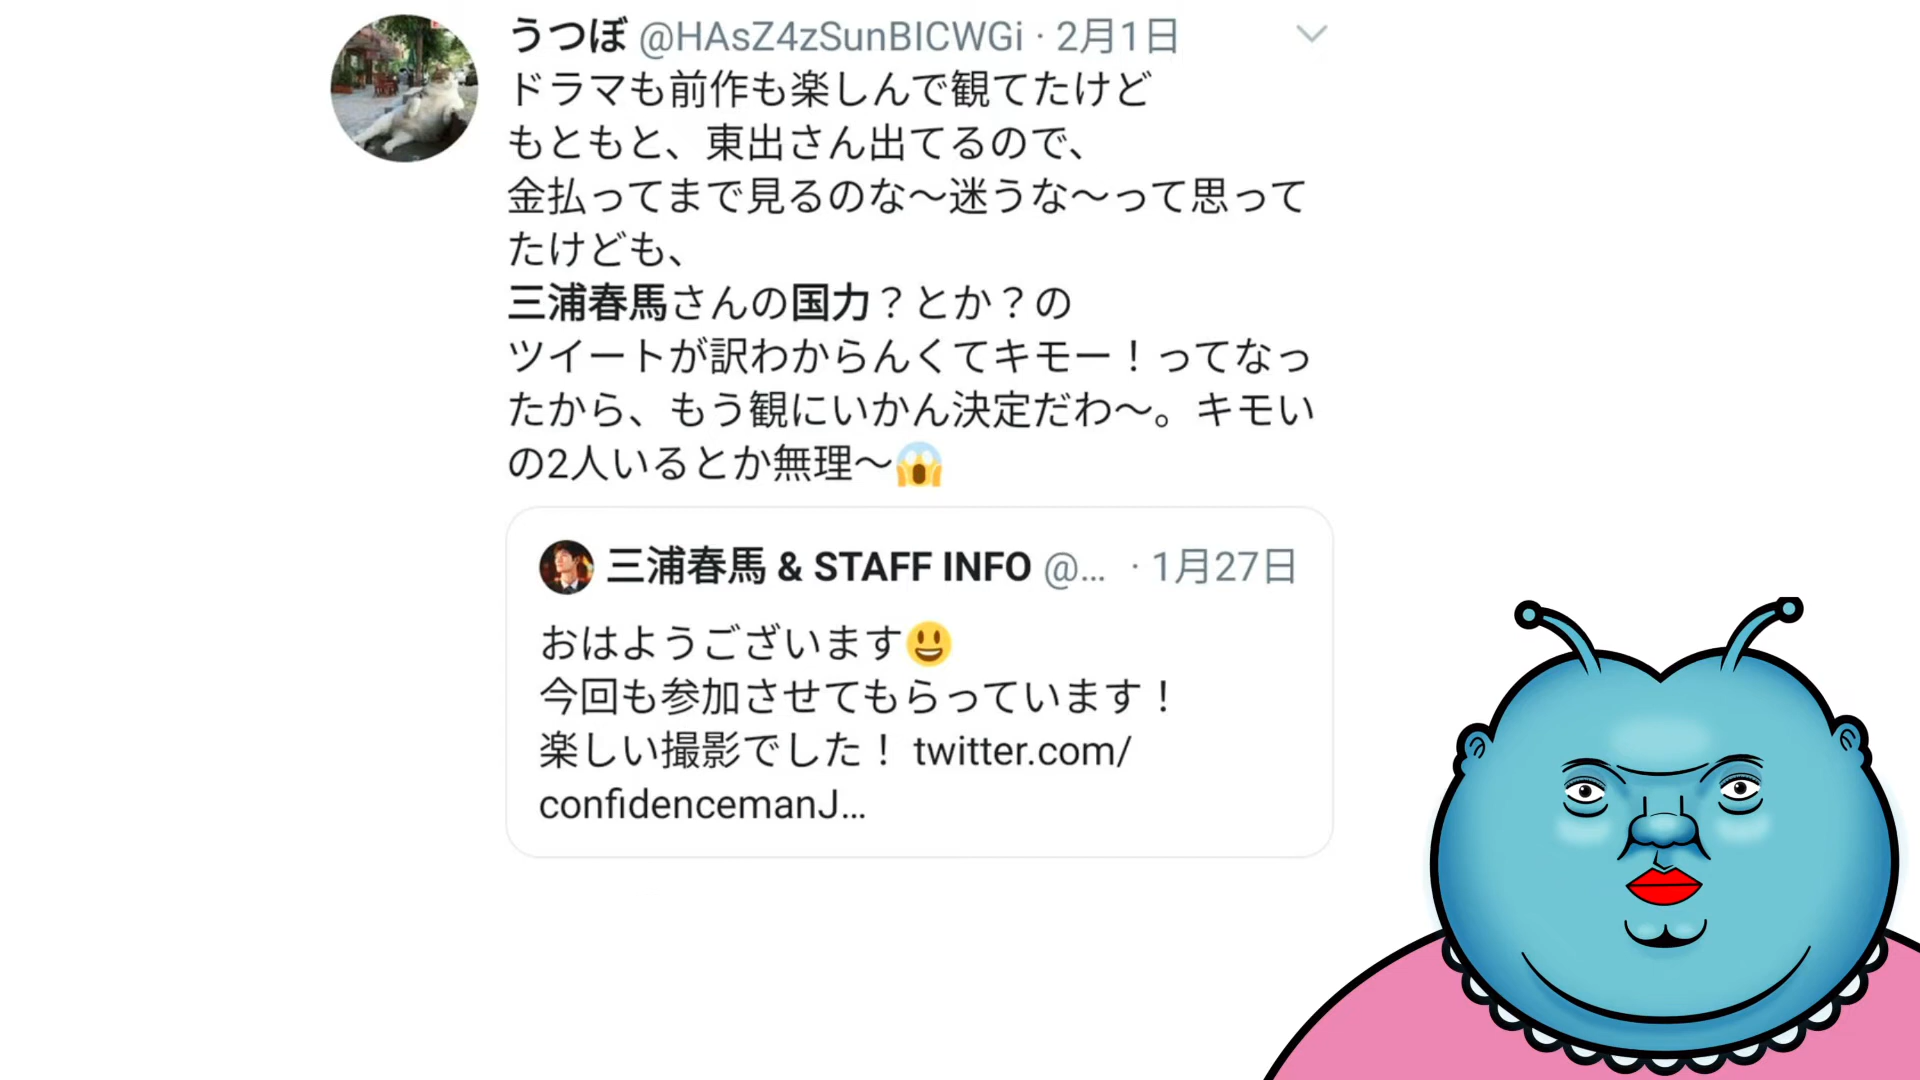 うつぼ @HAsZ4zSunBICWGi · 2月1日
ドラマも前作も楽しんで観てたけど
もともと、東出さん出てるので、
金払ってまで見るのな〜迷うな〜って思って
たけども、
三浦春馬さんの国力？とか？の
ツイートが訳わからんくてキモー！ってなっ
たから、もう観にいかん決定だわ〜。キモい
の2人いるとか無理〜😱
三浦春馬 & STAFF INFO @... · 1月27日
おはようございます😃
今回も参加させてもらっています！
楽しい撮影でした！ twitter.com/
confidencemanJ...